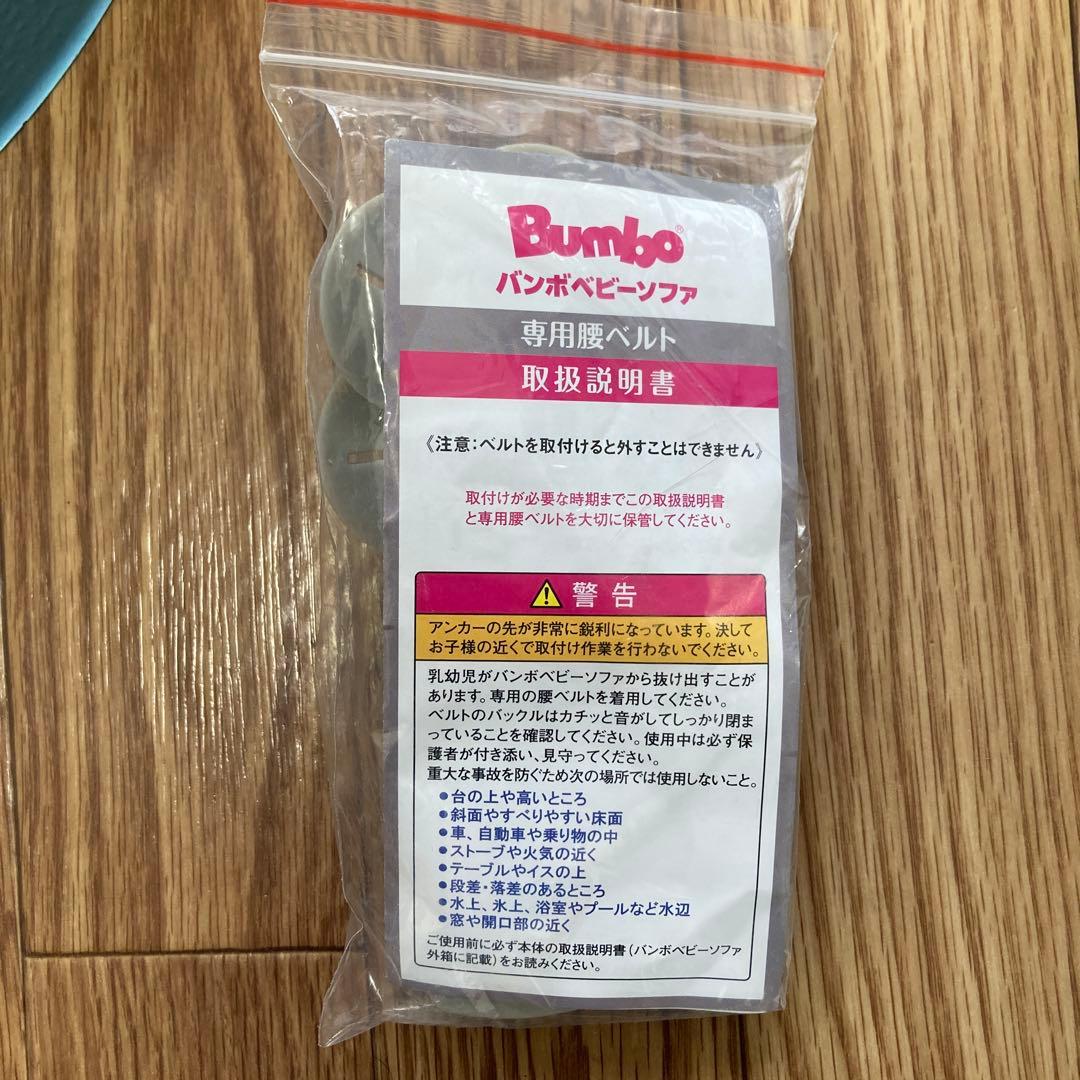 Bumbo®
バンボベビーソファ
専用腰ベルト
取扱説明書
《注意：ベルトを取付けると外すことはできません》
取付けが必要な時期までこの取扱説明書
と専用腰ベルトを大切に保管してください。
警告
アンカーの先が非常に鋭利になっています。決して
お子様の近くで取付け作業を行わないでください。
乳幼児がバンボベビーソファから抜け出すことが
あります。専用の腰ベルトを着用してください。
ベルトのバックルはカチッと音がしてしっかり閉ま
っていることを確認してください。使用中は必ず保
護者が付き添い、見守ってください。
重大な事故を防ぐため次の場所では使用しないこと。
●台の上や高いところ
●斜面やすべりやすい床面
●車、自動車や乗り物の中
●ストーブや火気の近く
●テーブルやイスの上
●段差・落差のあるところ
●水上、氷上、浴室やプールなど水辺
●窓や開口部の近く
ご使用前に必ず本体の取扱説明書（バンボベビーソファ
外箱に記載）をお読みください。